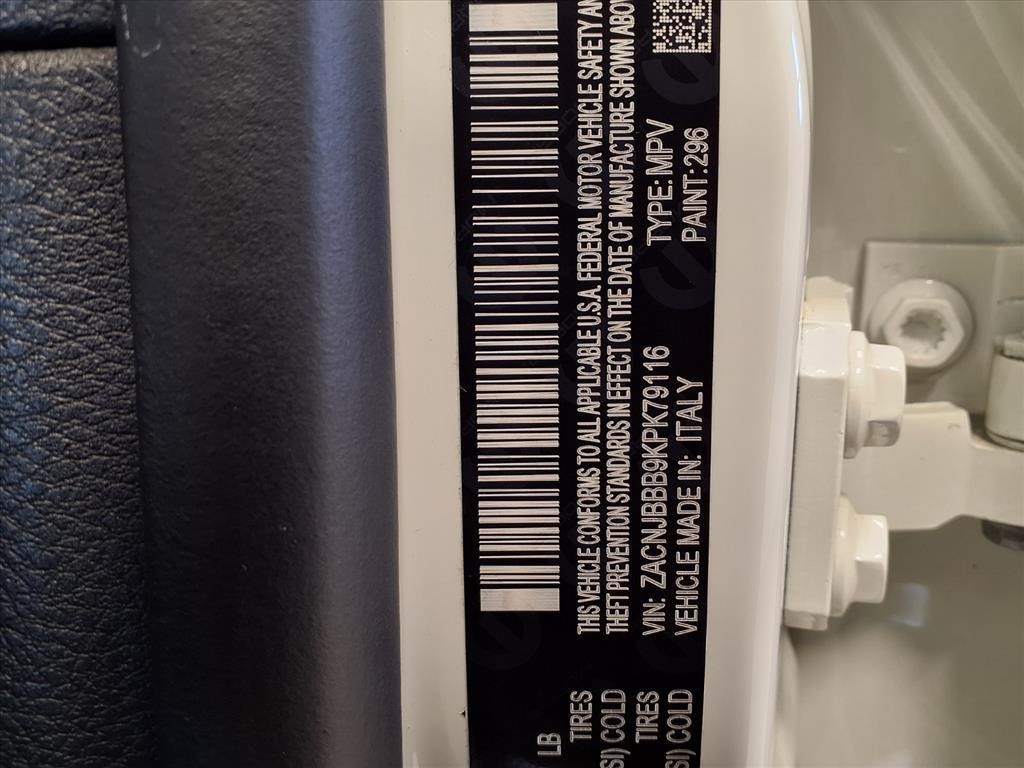 LB
TIRES
SI) COLD
TIRES
SI) COLD
THIS VEHICLE CONFORMS TO ALL APPLICABLE U.S.A. FEDERAL MOTOR VEHICLE SAFETY AN
THEFT PREVENTION STANDARDS IN EFFECT ON THE DATE OF MANUFACTURE SHOWN ABOV
VIN: ZACNJBBB9KPK79116 TYPE: MPV
VEHICLE MADE IN: ITALY PAINT:296